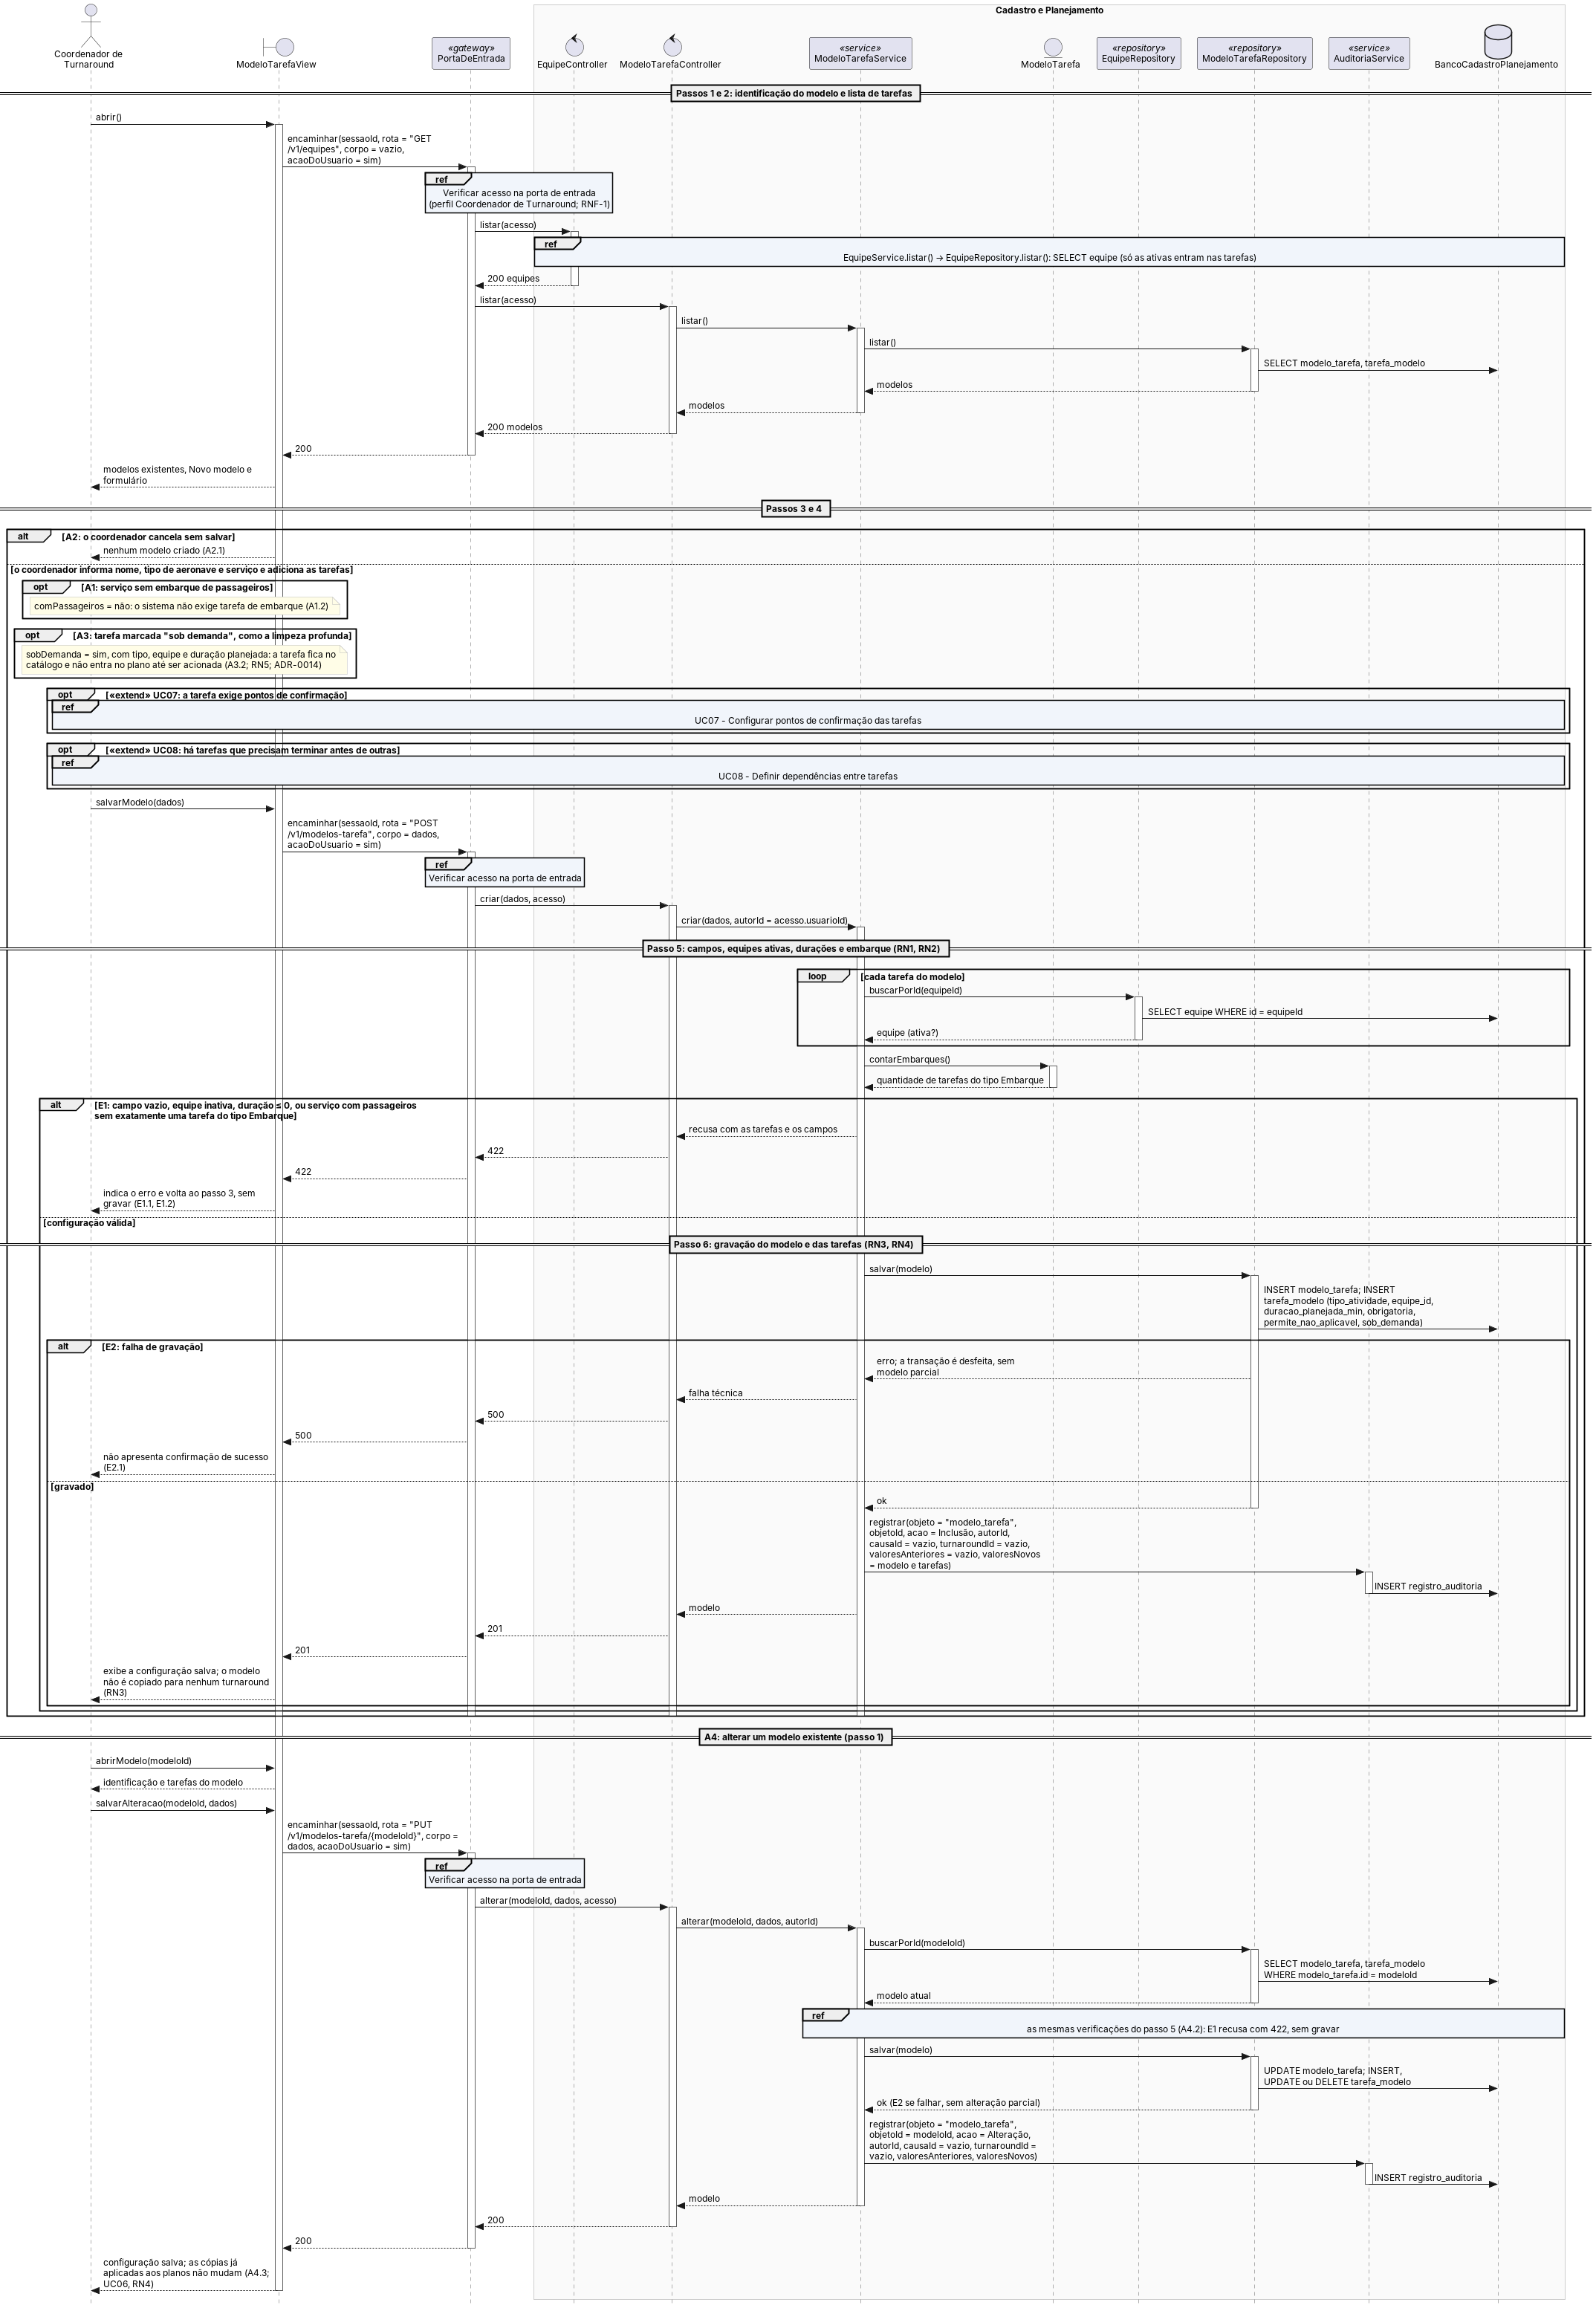 Cadastro e Planejamento
Coordenador de
Turnaround
ModeloTarefaView
«gateway»
PortaDeEntrada
EquipeController
ModeloTarefaController
«service»
ModeloTarefaService
ModeloTarefa
«repository»
EquipeRepository
«repository»
ModeloTarefaRepository
«service»
AuditoriaService
BancoCadastroPlanejamento
Passos 1 e 2: identificação do modelo e lista de tarefas
abrir()
encaminhar(sessaoId, rota = "GET
/v1/equipes", corpo = vazio,
acaoDoUsuario = sim)
ref
Verificar acesso na porta de entrada
(perfil Coordenador de Turnaround; RNF-1)
listar(acesso)
ref
EquipeService.listar() → EquipeRepository.listar(): SELECT equipe (só as ativas entram nas tarefas)
200 equipes
listar(acesso)
listar()
listar()
SELECT modelo_tarefa, tarefa_modelo
modelos
modelos
200 modelos
200
modelos existentes, Novo modelo e
formulário
Passos 3 e 4
alt
[A2: o coordenador cancela sem salvar]
nenhum modelo criado (A2.1)
[o coordenador informa nome, tipo de aeronave e serviço e adiciona as tarefas]
opt
[A1: serviço sem embarque de passageiros]
comPassageiros = não: o sistema não exige tarefa de embarque (A1.2)
opt
[A3: tarefa marcada "sob demanda", como a limpeza profunda]
sobDemanda = sim, com tipo, equipe e duração planejada: a tarefa fica no
catálogo e não entra no plano até ser acionada (A3.2; RN5; ADR-0014)
opt
[«extend» UC07: a tarefa exige pontos de confirmação]
ref
UC07 - Configurar pontos de confirmação das tarefas
opt
[«extend» UC08: há tarefas que precisam terminar antes de outras]
ref
UC08 - Definir dependências entre tarefas
salvarModelo(dados)
encaminhar(sessaoId, rota = "POST
/v1/modelos-tarefa", corpo = dados,
acaoDoUsuario = sim)
ref
Verificar acesso na porta de entrada
criar(dados, acesso)
criar(dados, autorId = acesso.usuarioId)
Passo 5: campos, equipes ativas, durações e embarque (RN1, RN2)
loop
[cada tarefa do modelo]
buscarPorId(equipeId)
SELECT equipe WHERE id = equipeId
equipe (ativa?)
contarEmbarques()
quantidade de tarefas do tipo Embarque
alt
[E1: campo vazio, equipe inativa, duração ≤ 0, ou serviço com passageiros
sem exatamente uma tarefa do tipo Embarque]
recusa com as tarefas e os campos
422
422
indica o erro e volta ao passo 3, sem
gravar (E1.1, E1.2)
[configuração válida]
Passo 6: gravação do modelo e das tarefas (RN3, RN4)
salvar(modelo)
INSERT modelo_tarefa; INSERT
tarefa_modelo (tipo_atividade, equipe_id,
duracao_planejada_min, obrigatoria,
permite_nao_aplicavel, sob_demanda)
alt
[E2: falha de gravação]
erro; a transação é desfeita, sem
modelo parcial
falha técnica
500
500
não apresenta confirmação de sucesso
(E2.1)
[gravado]
ok
registrar(objeto = "modelo_tarefa",
objetoId, acao = Inclusão, autorId,
causaId = vazio, turnaroundId = vazio,
valoresAnteriores = vazio, valoresNovos
= modelo e tarefas)
INSERT registro_auditoria
modelo
201
201
exibe a configuração salva; o modelo
não é copiado para nenhum turnaround
(RN3)
A4: alterar um modelo existente (passo 1)
abrirModelo(modeloId)
identificação e tarefas do modelo
salvarAlteracao(modeloId, dados)
encaminhar(sessaoId, rota = "PUT
/v1/modelos-tarefa/{modeloId}", corpo =
dados, acaoDoUsuario = sim)
ref
Verificar acesso na porta de entrada
alterar(modeloId, dados, acesso)
alterar(modeloId, dados, autorId)
buscarPorId(modeloId)
SELECT modelo_tarefa, tarefa_modelo
WHERE modelo_tarefa.id = modeloId
modelo atual
ref
as mesmas verificações do passo 5 (A4.2): E1 recusa com 422, sem gravar
salvar(modelo)
UPDATE modelo_tarefa; INSERT,
UPDATE ou DELETE tarefa_modelo
ok (E2 se falhar, sem alteração parcial)
registrar(objeto = "modelo_tarefa",
objetoId = modeloId, acao = Alteração,
autorId, causaId = vazio, turnaroundId =
vazio, valoresAnteriores, valoresNovos)
INSERT registro_auditoria
modelo
200
200
configuração salva; as cópias já
aplicadas aos planos não mudam (A4.3;
UC06, RN4)